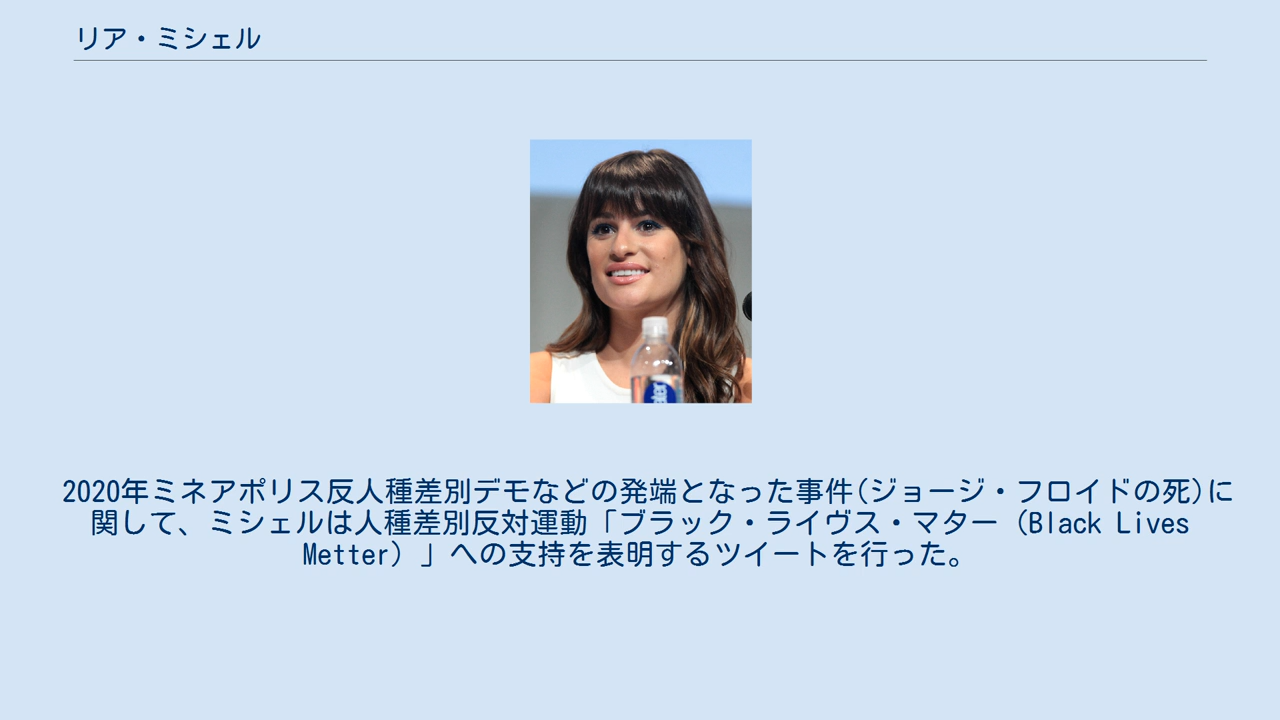 リア・ミシェル
2020年ミネアポリス反人種差別デモなどの発端となった事件(ジョージ・フロイドの死)に
関して、ミシェルは人種差別反対運動「ブラック・ライヴス・マター（Black Lives
Metter）」への支持を表明するツイートを行った。